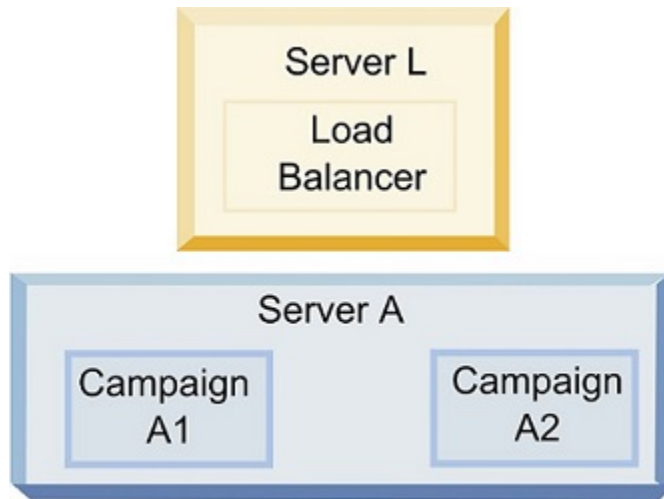 Server L
Load
Balancer
Server A
Campaign
A1
Campaign
A2